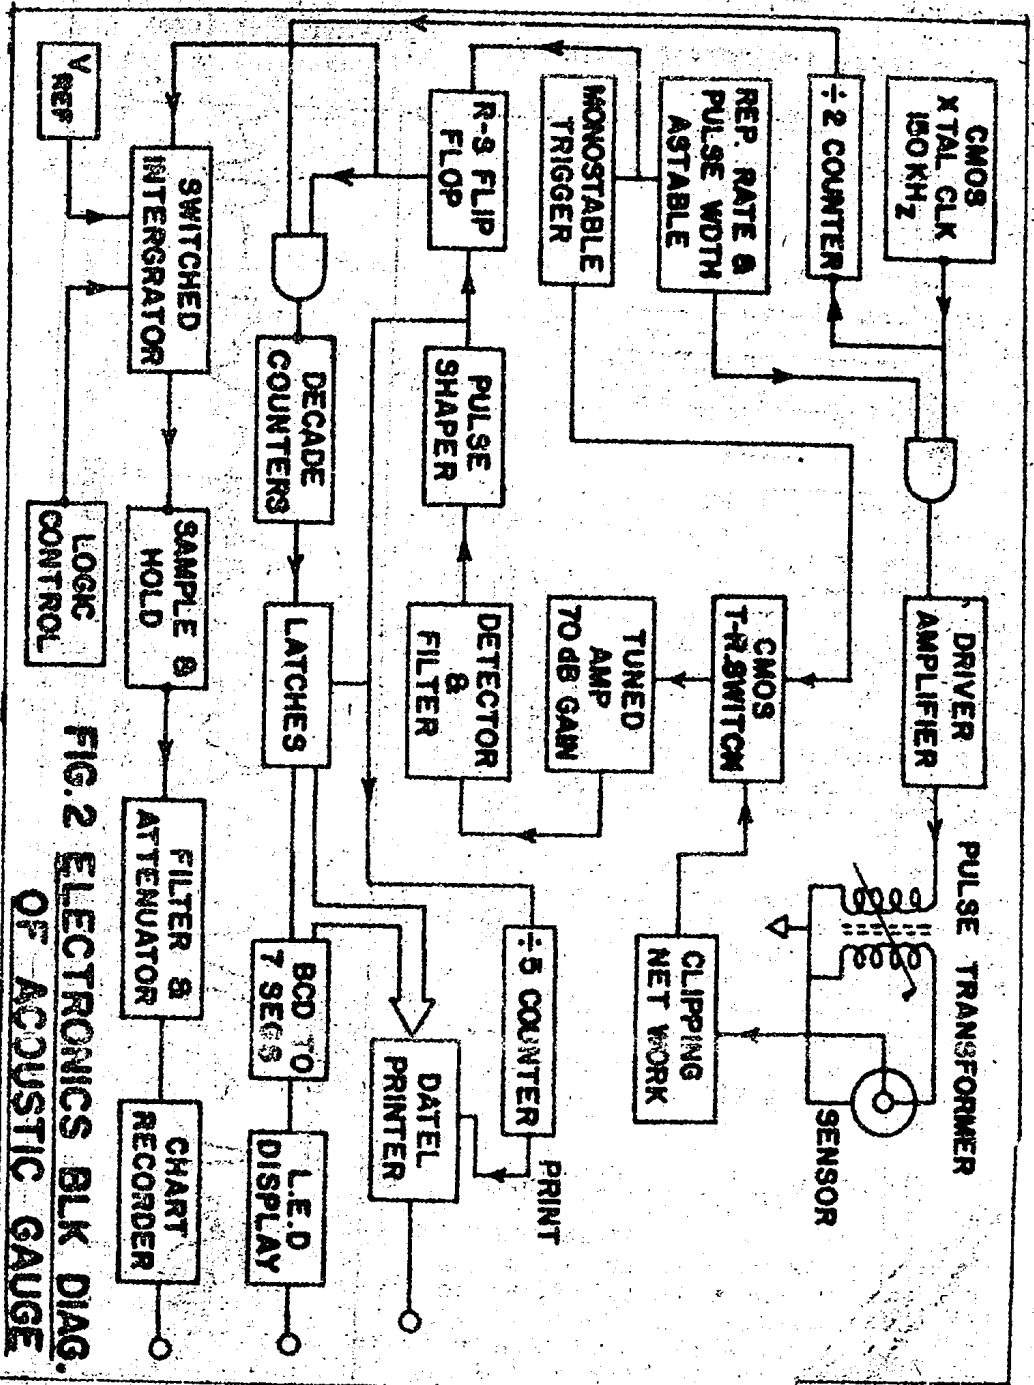 CMOS
XTAL CLK
150 KHz
÷2 COUNTER
REP. RATE &
PULSE WDTH
ASTABLE
MONOSTABLE
TRIGGER
R-S FLIP
FLOP
V
REF
SWITCHED
INTERGRATOR
DECADE
COUNTERS
PULSE
SHAPER
DRIVER
AMPLIFIER
CMOS
T-R.SWITCH
TUNED
AMP
70 dB GAIN
DETECTOR
&
FILTER
LATCHES
SAMPLE &
HOLD
LOGIC
CONTROL
PULSE TRANSFORMER
SENSOR
CLIPPING
NET WORK
÷5 COUNTER
PRINT
DATEL
PRINTER
BCD TO
7 SEGS
L.E.D
DISPLAY
FILTER &
ATTENUATOR
CHART
RECORDER
FIG.2 ELECTRONICS BLK DIAG.
OF ACOUSTIC GAUGE